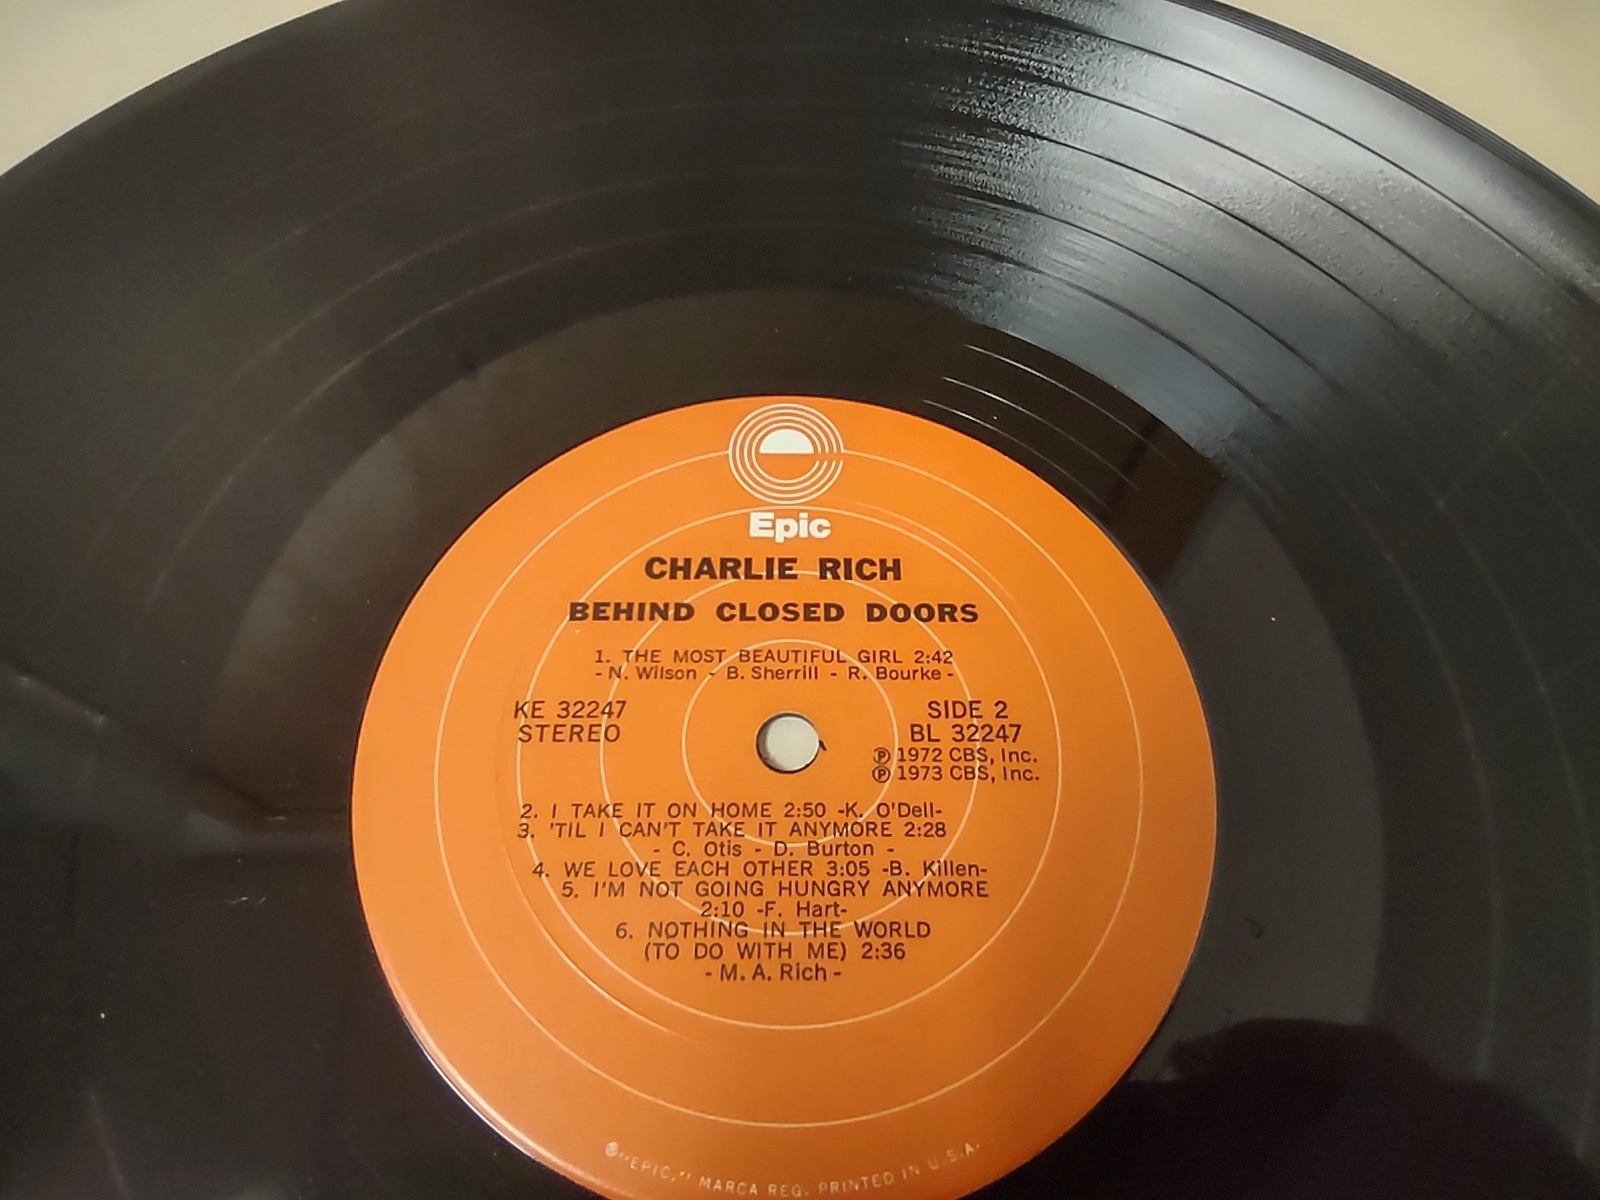 Epic
CHARLIE RICH
BEHIND CLOSED DOORS
1. THE MOST BEAUTIFUL GIRL 2:42
- N. Wilson - B. Sherrill - R. Bourke -
KE 32247
STEREO
SIDE 2
BL 32247
Ⓟ 1972 CBS, Inc.
Ⓟ 1973 CBS, Inc.
2. I TAKE IT ON HOME 2:50 -K. O'Dell-
3. 'TIL I CAN'T TAKE IT ANYMORE 2:28
- C. Otis - D. Burton -
4. WE LOVE EACH OTHER 3:05 -B. Killen-
5. I'M NOT GOING HUNGRY ANYMORE
2:10 -F. Hart-
6. NOTHING IN THE WORLD
(TO DO WITH ME) 2:36
- M. A. Rich -
®"EPIC," MARCA REG. PRINTED IN U.S.A.